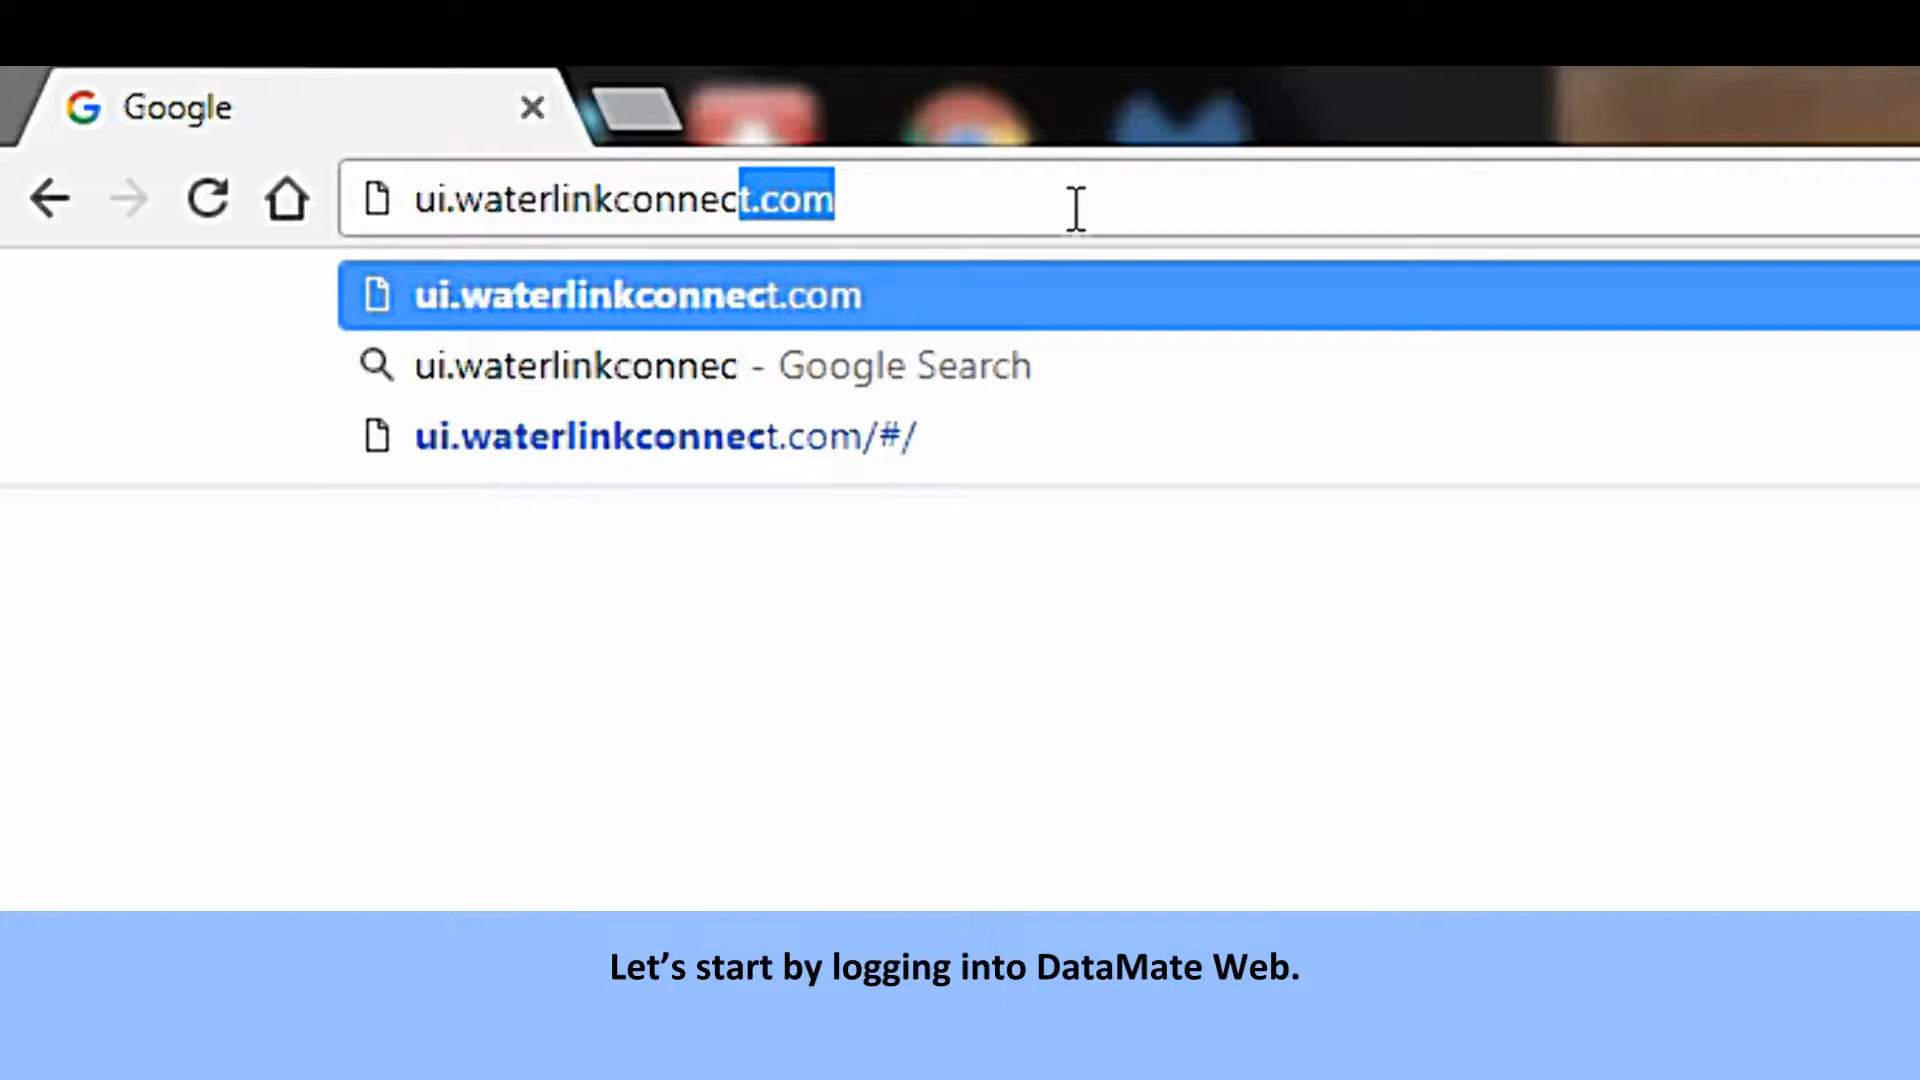 Google
ui.waterlinkconnect.com
ui.waterlinkconnect.com
ui.waterlinkconnec - Google Search
ui.waterlinkconnect.com/#/
Let’s start by logging into DataMate Web.